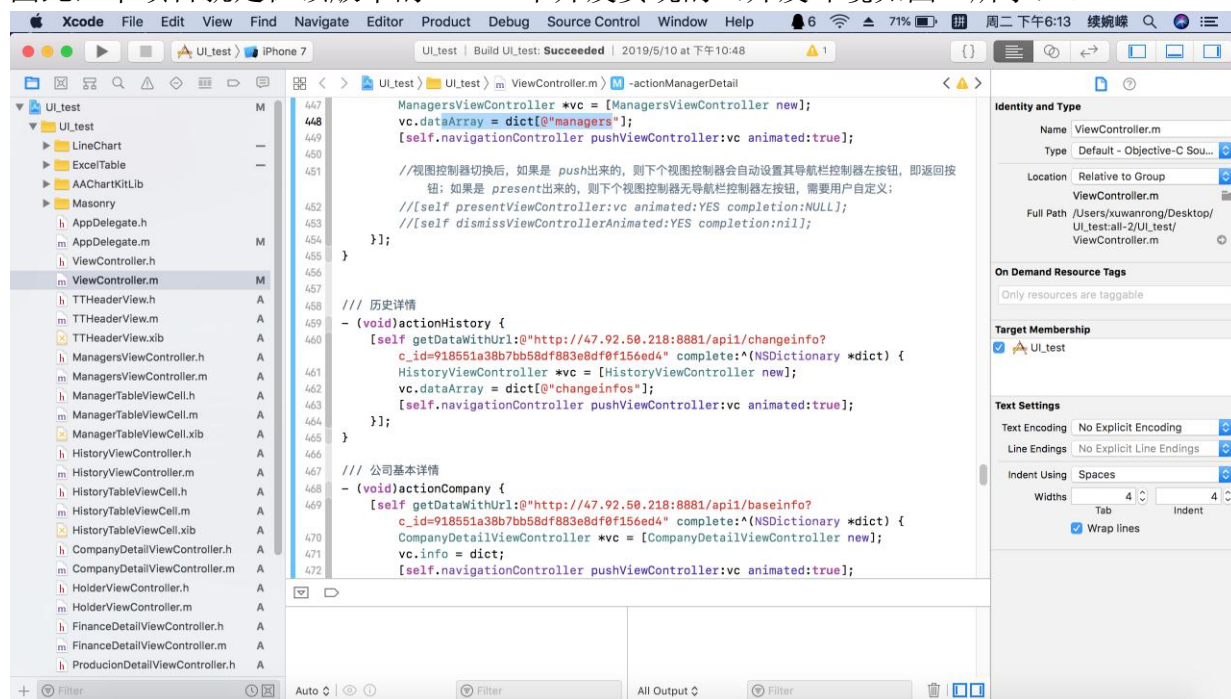 Xcode File Edit View Find Navigate Editor Product Debug Source Control Window Help 6 71% 周二下午6:13 续婉嵘
UI_test iPhone 7 UI_test | Build UI_test: Succeeded | 2019/5/10 at 下午10:48 1
UI_test UI_test ViewController.m -actionManagerDetail
UI_test M
UI_test
LineChart
ExcelTable
AAChartKitLib
Masonry
AppDelegate.h
AppDelegate.m M
ViewController.h
ViewController.m M
TTHeaderView.h A
TTHeaderView.m A
TTHeaderView.xib A
ManagersViewController.h A
ManagersViewController.m A
ManagerTableViewCell.h A
ManagerTableViewCell.m A
ManagerTableViewCell.xib A
HistoryViewController.h A
HistoryViewController.m A
HistoryTableViewCell.h A
HistoryTableViewCell.m A
HistoryTableViewCell.xib A
CompanyDetailViewController.h A
CompanyDetailViewController.m A
HolderViewController.h A
HolderViewController.m A
FinanceDetailViewController.h A
FinanceDetailViewController.m A
ProducionDetailViewController.h A
Filter
447 ManagersViewController *vc = [ManagersViewController new];
448 vc.dataArray = dict[@"managers"];
449 [self.navigationController pushViewController:vc animated:true];
450
451 //视图控制器切换后，如果是 push出来的，则下个视图控制器会自动设置其导航栏控制器左按钮，即返回按
钮；如果是 present出来的，则下个视图控制器无导航栏控制器左按钮，需要用户自定义；
452 //[self presentViewController:vc animated:YES completion:NULL];
453 //[self dismissViewControllerAnimated:YES completion:nil];
454 }];
455 }
456
457
458 /// 历史详情
459 - (void)actionHistory {
460 [self getDataWithUrl:@"http://47.92.50.218:8881/api1/changeinfo?
c_id=918551a38b7bb58df883e8df0f156ed4" complete:^(NSDictionary *dict) {
461 HistoryViewController *vc = [HistoryViewController new];
462 vc.dataArray = dict[@"changeinfos"];
463 [self.navigationController pushViewController:vc animated:true];
464 }];
465 }
466
467 /// 公司基本详情
468 - (void)actionCompany {
469 [self getDataWithUrl:@"http://47.92.50.218:8881/api1/baseinfo?
c_id=918551a38b7bb58df883e8df0f156ed4" complete:^(NSDictionary *dict) {
470 CompanyDetailViewController *vc = [CompanyDetailViewController new];
471 vc.info = dict;
472 [self.navigationController pushViewController:vc animated:true];
Auto Filter All Output Filter
Identity and Type
Name ViewController.m
Type Default - Objective-C Sou...
Location Relative to Group
ViewController.m
Full Path /Users/xuwanrong/Desktop/
UI_test:all-2/UI_test/
ViewController.m
On Demand Resource Tags
Only resources are taggable
Target Membership
UI_test
Text Settings
Text Encoding No Explicit Encoding
Line Endings No Explicit Line Endings
Indent Using Spaces
Widths 4 4
Tab Indent
Wrap lines